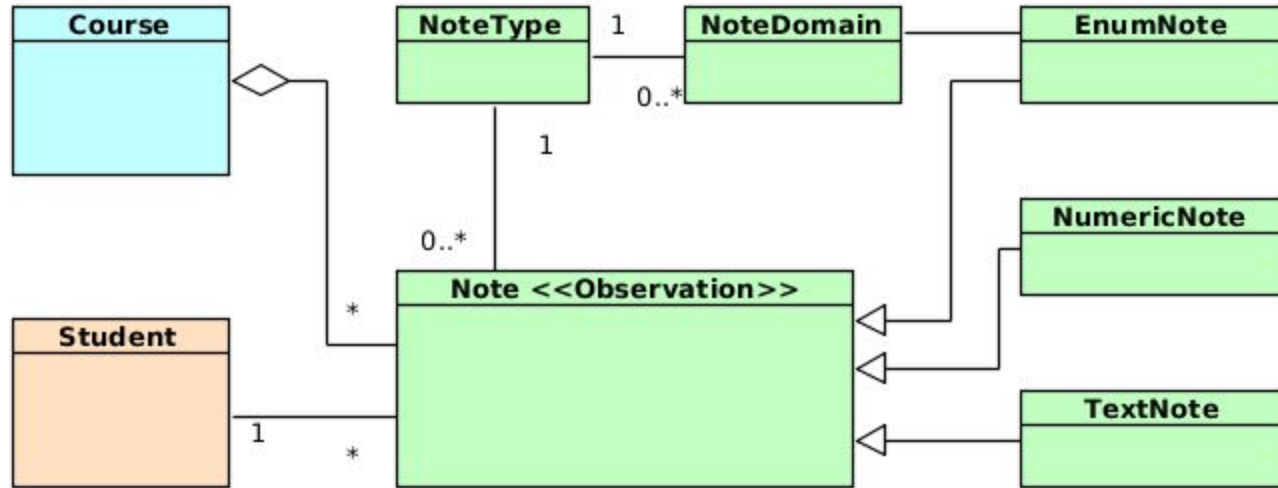 Course
NoteType
1
NoteDomain
EnumNote
0..*
1
NumericNote
0..*
Note <<Observation>>
*
Student
TextNote
1
*